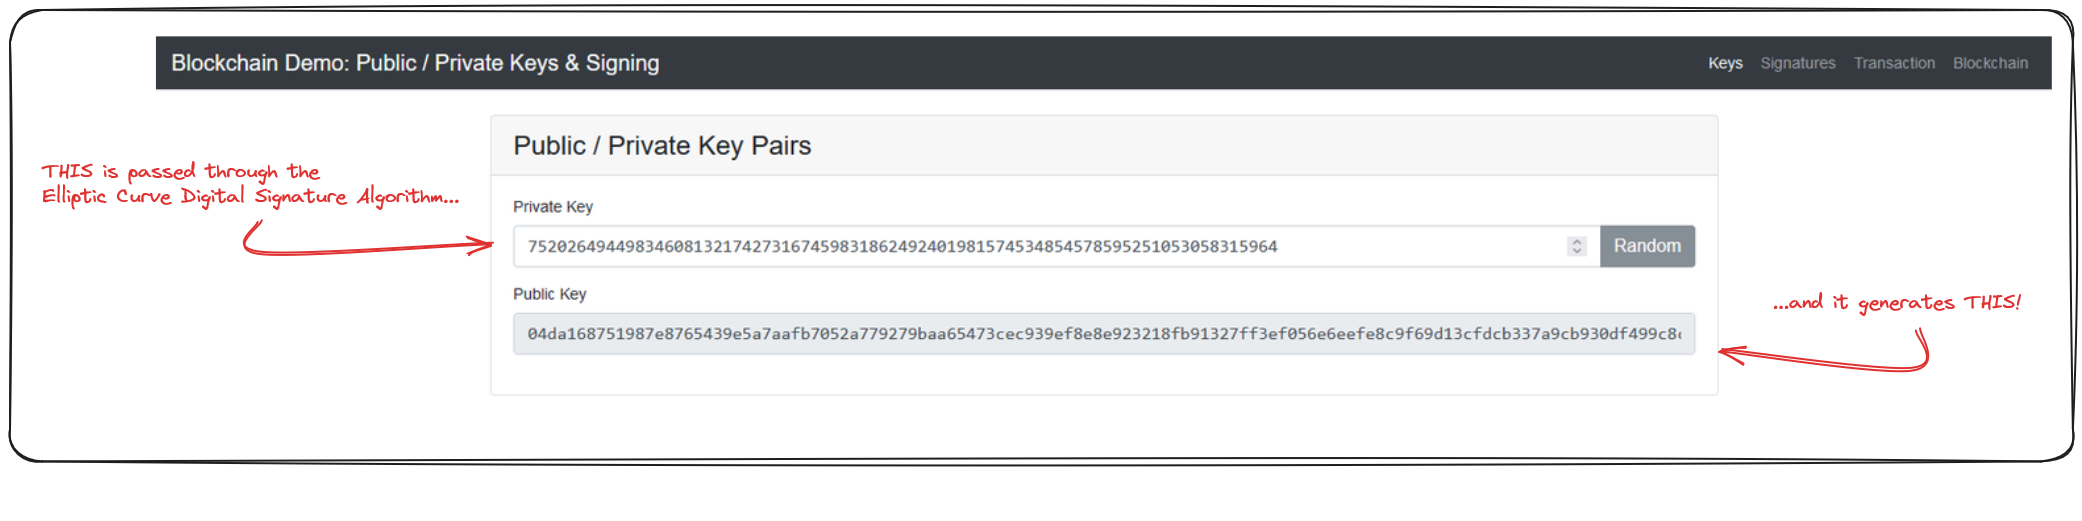 Blockchain Demo: Public / Private Keys & Signing
Keys Signatures Transaction Blockchain
Public / Private Key Pairs
THIS is passed through the
Elliptic Curve Digital Signature Algorithm...
Private Key
75202649449834608132174273167459831862492401981574534854578595251053058315964
Random
Public Key
...and it generates THIS!
04da168751987e8765439e5a7aafb7052a779279baa65473cec939ef8e8e923218fb91327ff3ef056e6eefe8c9f69d13cfdcb337a9cb930df499c8